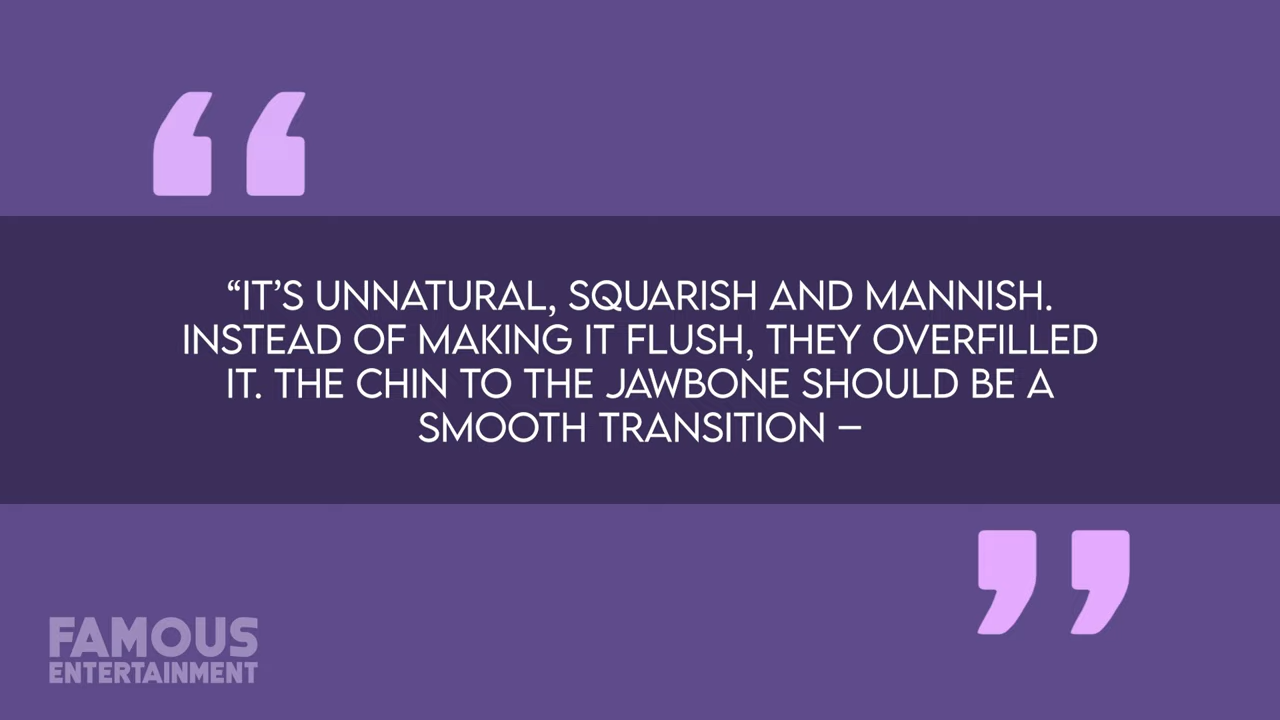 “IT’S UNNATURAL, SQUARISH AND MANNISH.
INSTEAD OF MAKING IT FLUSH, THEY OVERFILLED
IT. THE CHIN TO THE JAWBONE SHOULD BE A
SMOOTH TRANSITION –
FAMOUS
ENTERTAINMENT